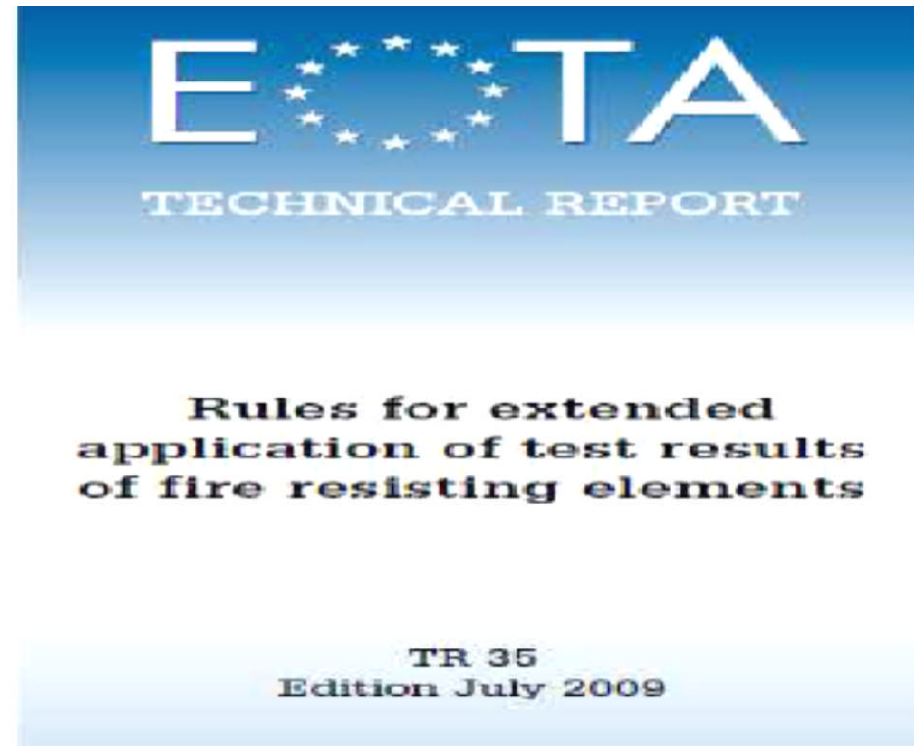 EOTA
TECHNICAL REPORT
Rules for extended
application of test results
of fire resisting elements
TR 35
Edition July 2009